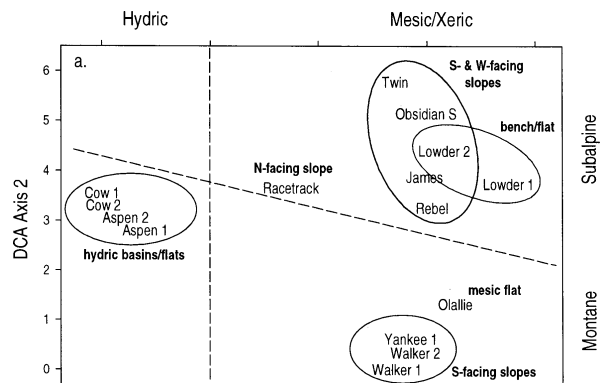 Hydric
Mesic/Xeric
a.
S- & W-facing
slopes
6
Twin
5
Obsidian S
bench/flat
Subalpine
Lowder 2
4
N-facing slope
James
Lowder 1
Racetrack
DCA Axis 2
Cow 1
Cow 2
3
Rebel
Aspen 2
Aspen 1
hydric basins/flats
2
mesic flat
Olallie
1
Montane
Yankee 1
Walker 2
Walker 1
S-facing slopes
0